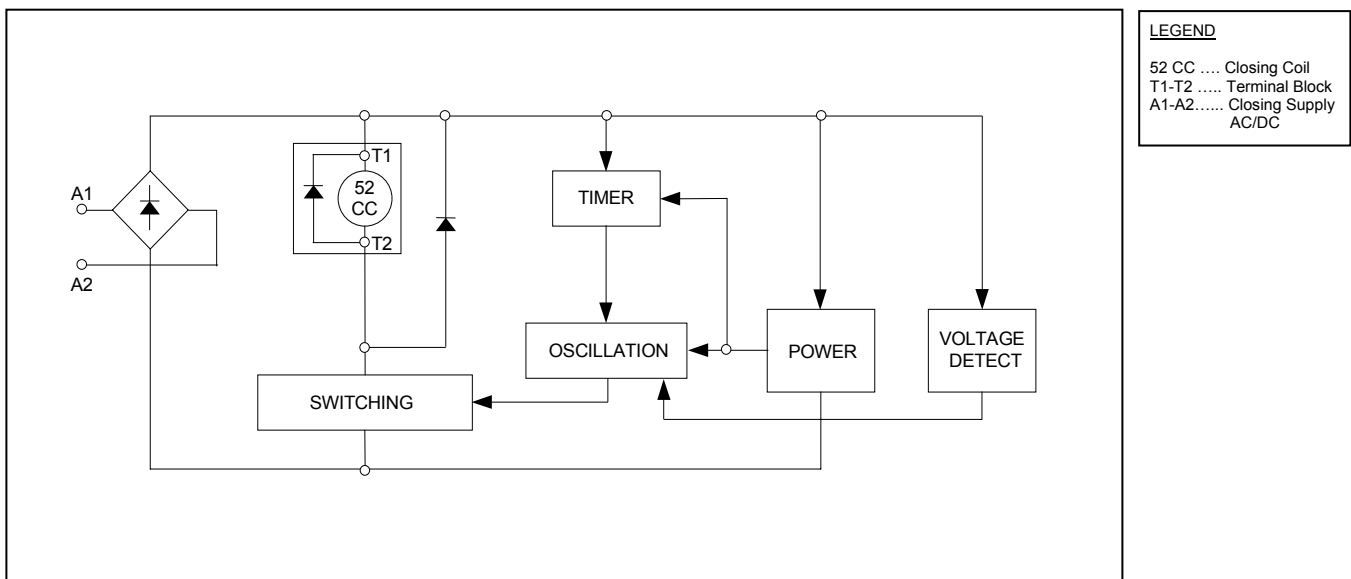 LEGEND
52 CC .... Closing Coil
T1-T2 ..... Terminal Block
A1-A2...... Closing Supply
AC/DC
T1
52
CC
T2
A1
A2
TIMER
OSCILLATION
POWER
VOLTAGE
DETECT
SWITCHING